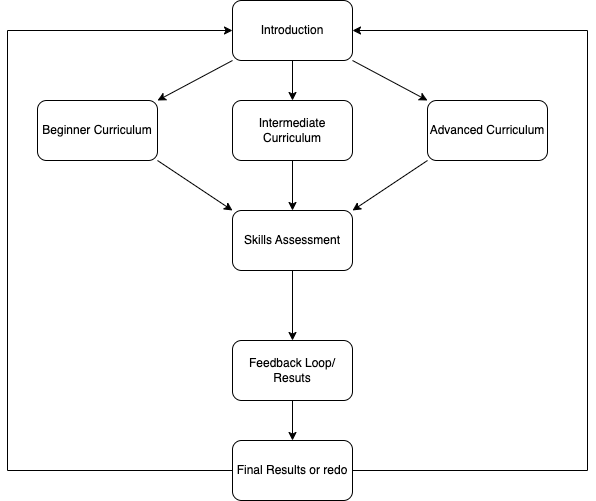 Introduction
Beginner Curriculum
Intermediate
Curriculum
Advanced Curriculum
Skills Assessment
Feedback Loop/
Resuts
Final Results or redo